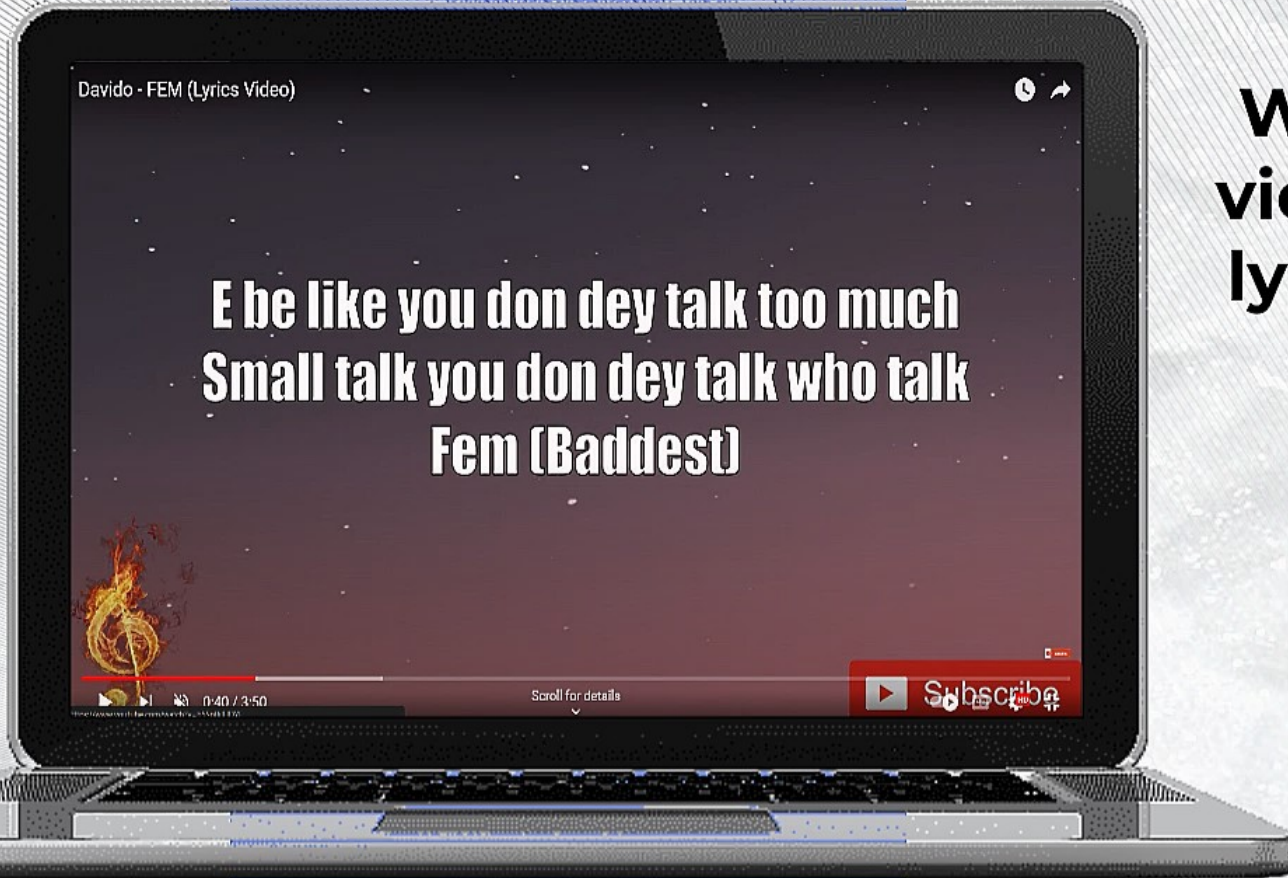 Davido - FEM (Lyrics Video)
E be like you don dey talk too much
Small talk you don dey talk who talk
Fem (Baddest)
0:40 / 3:50
Scroll for details
Subscribe
HD